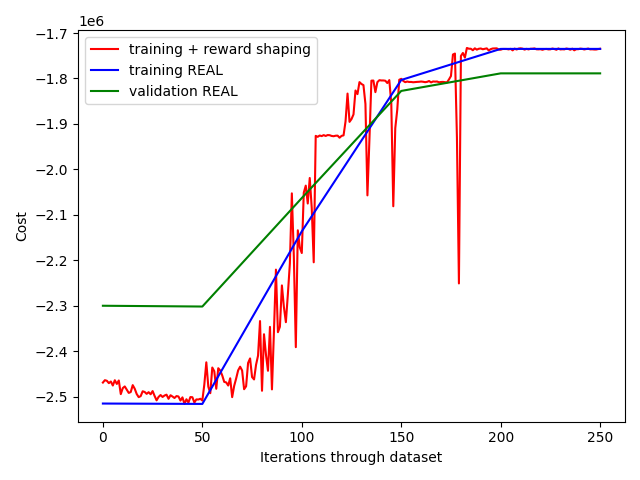 1e6
training + reward shaping
training REAL
validation REAL
−1.7
−1.8
−1.9
−2.0
−2.1
−2.2
−2.3
−2.4
−2.5
Cost
0 50 100 150 200 250
Iterations through dataset